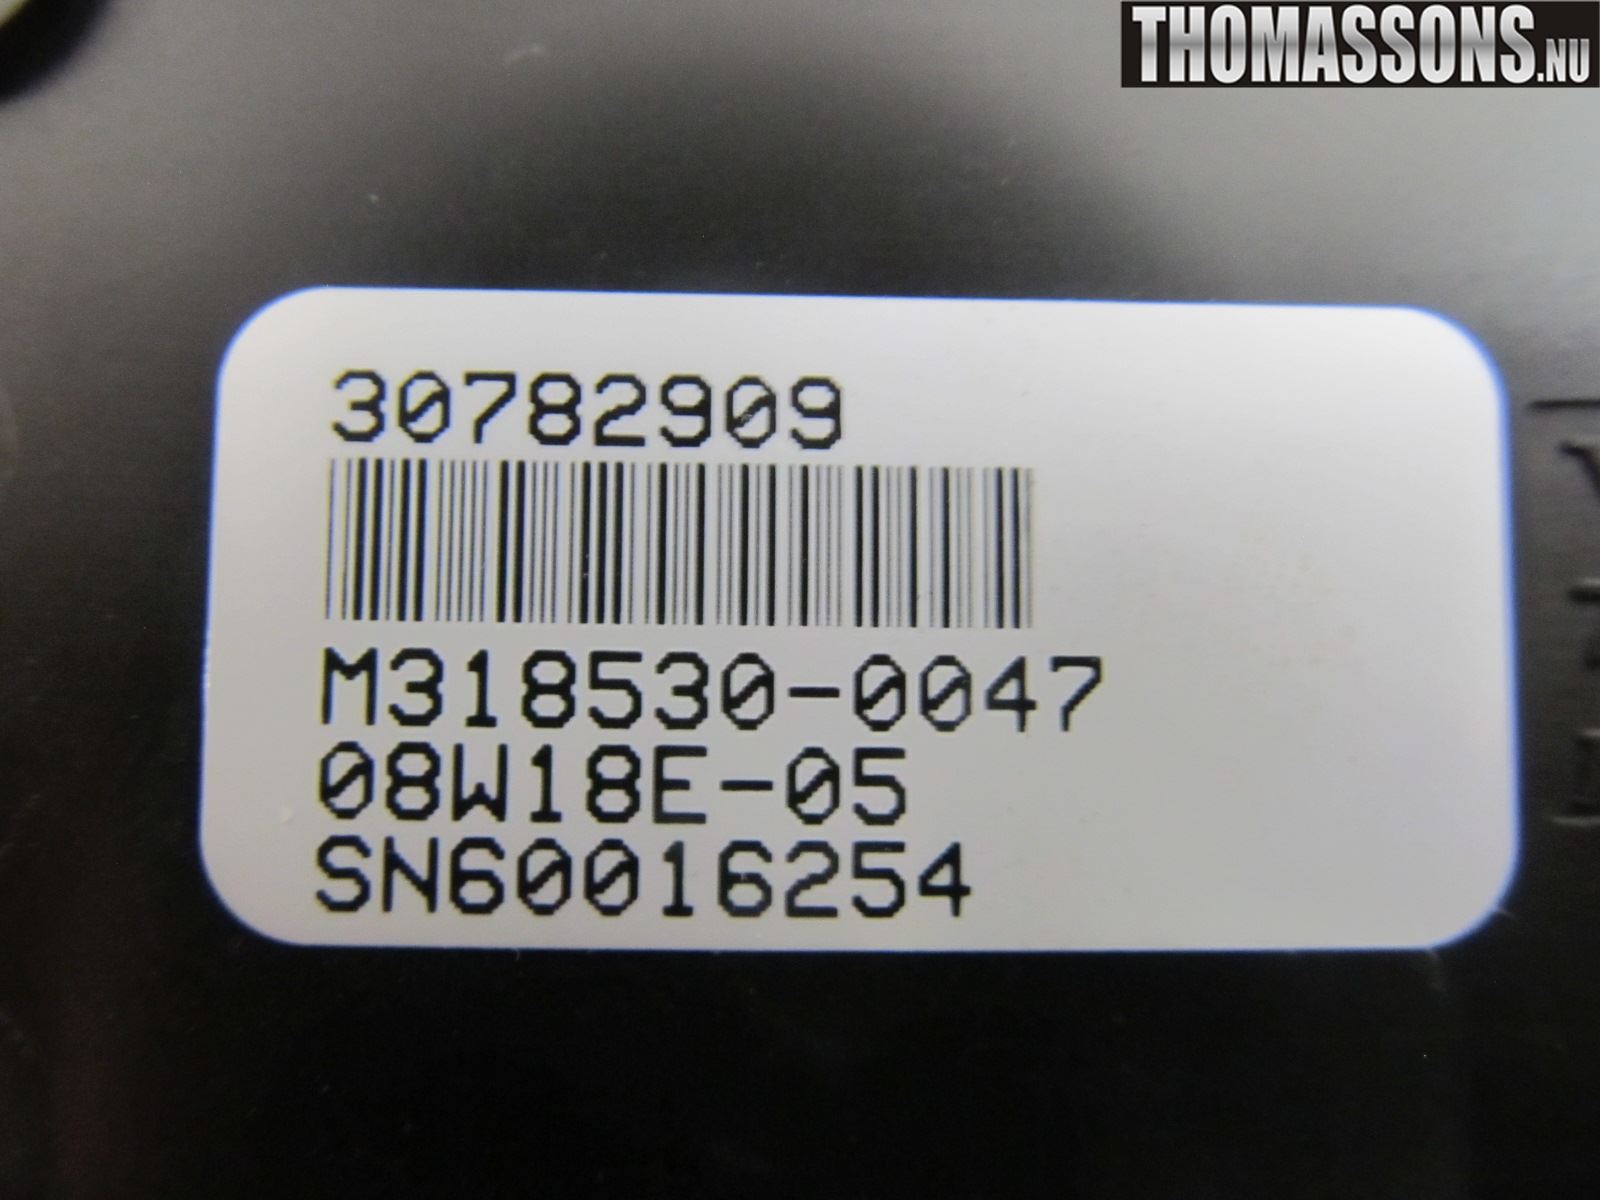 THOMASSONS.NU
30782909
M318530-0047
08W18E-05
SN60016254